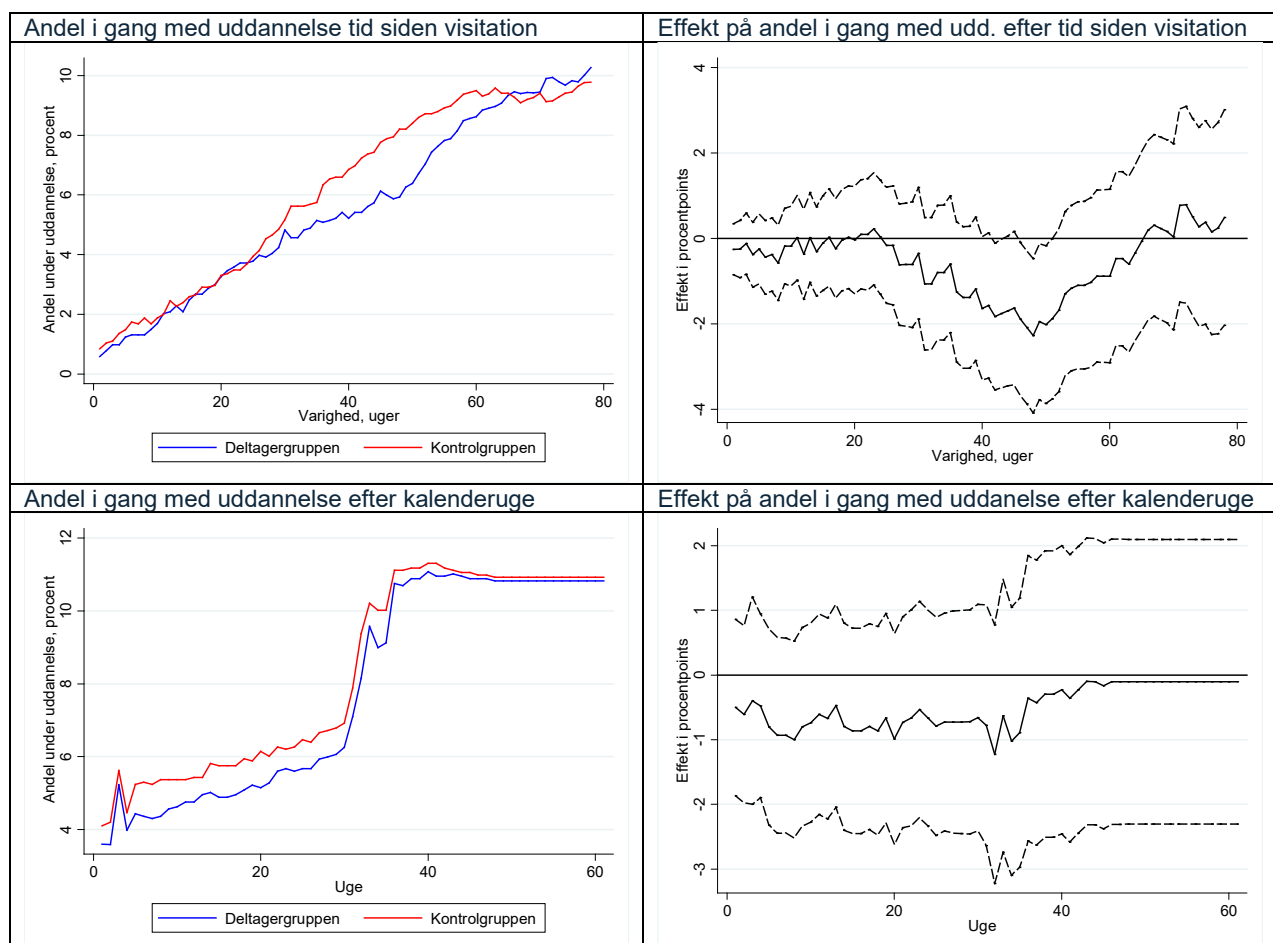 Andel i gang med uddannelse tid siden visitation
Effekt på andel i gang med udd. efter tid siden visitation
Andel under uddannelse, procent
10
8
6
4
2
0
0 20 40 60 80
Varighed, uger
Deltagergruppen Kontrolgruppen
Effekt i procentpoints
4
2
0
-2
-4
0 20 40 60 80
Varighed, uger
Andel i gang med uddannelse efter kalenderuge
Effekt på andel i gang med uddanelse efter kalenderuge
Andel under uddannelse, procent
12
10
8
6
4
0 20 40 60
Uge
Deltagergruppen Kontrolgruppen
Effekt i procentpoints
2
1
0
-1
-2
-3
0 20 40 60
Uge